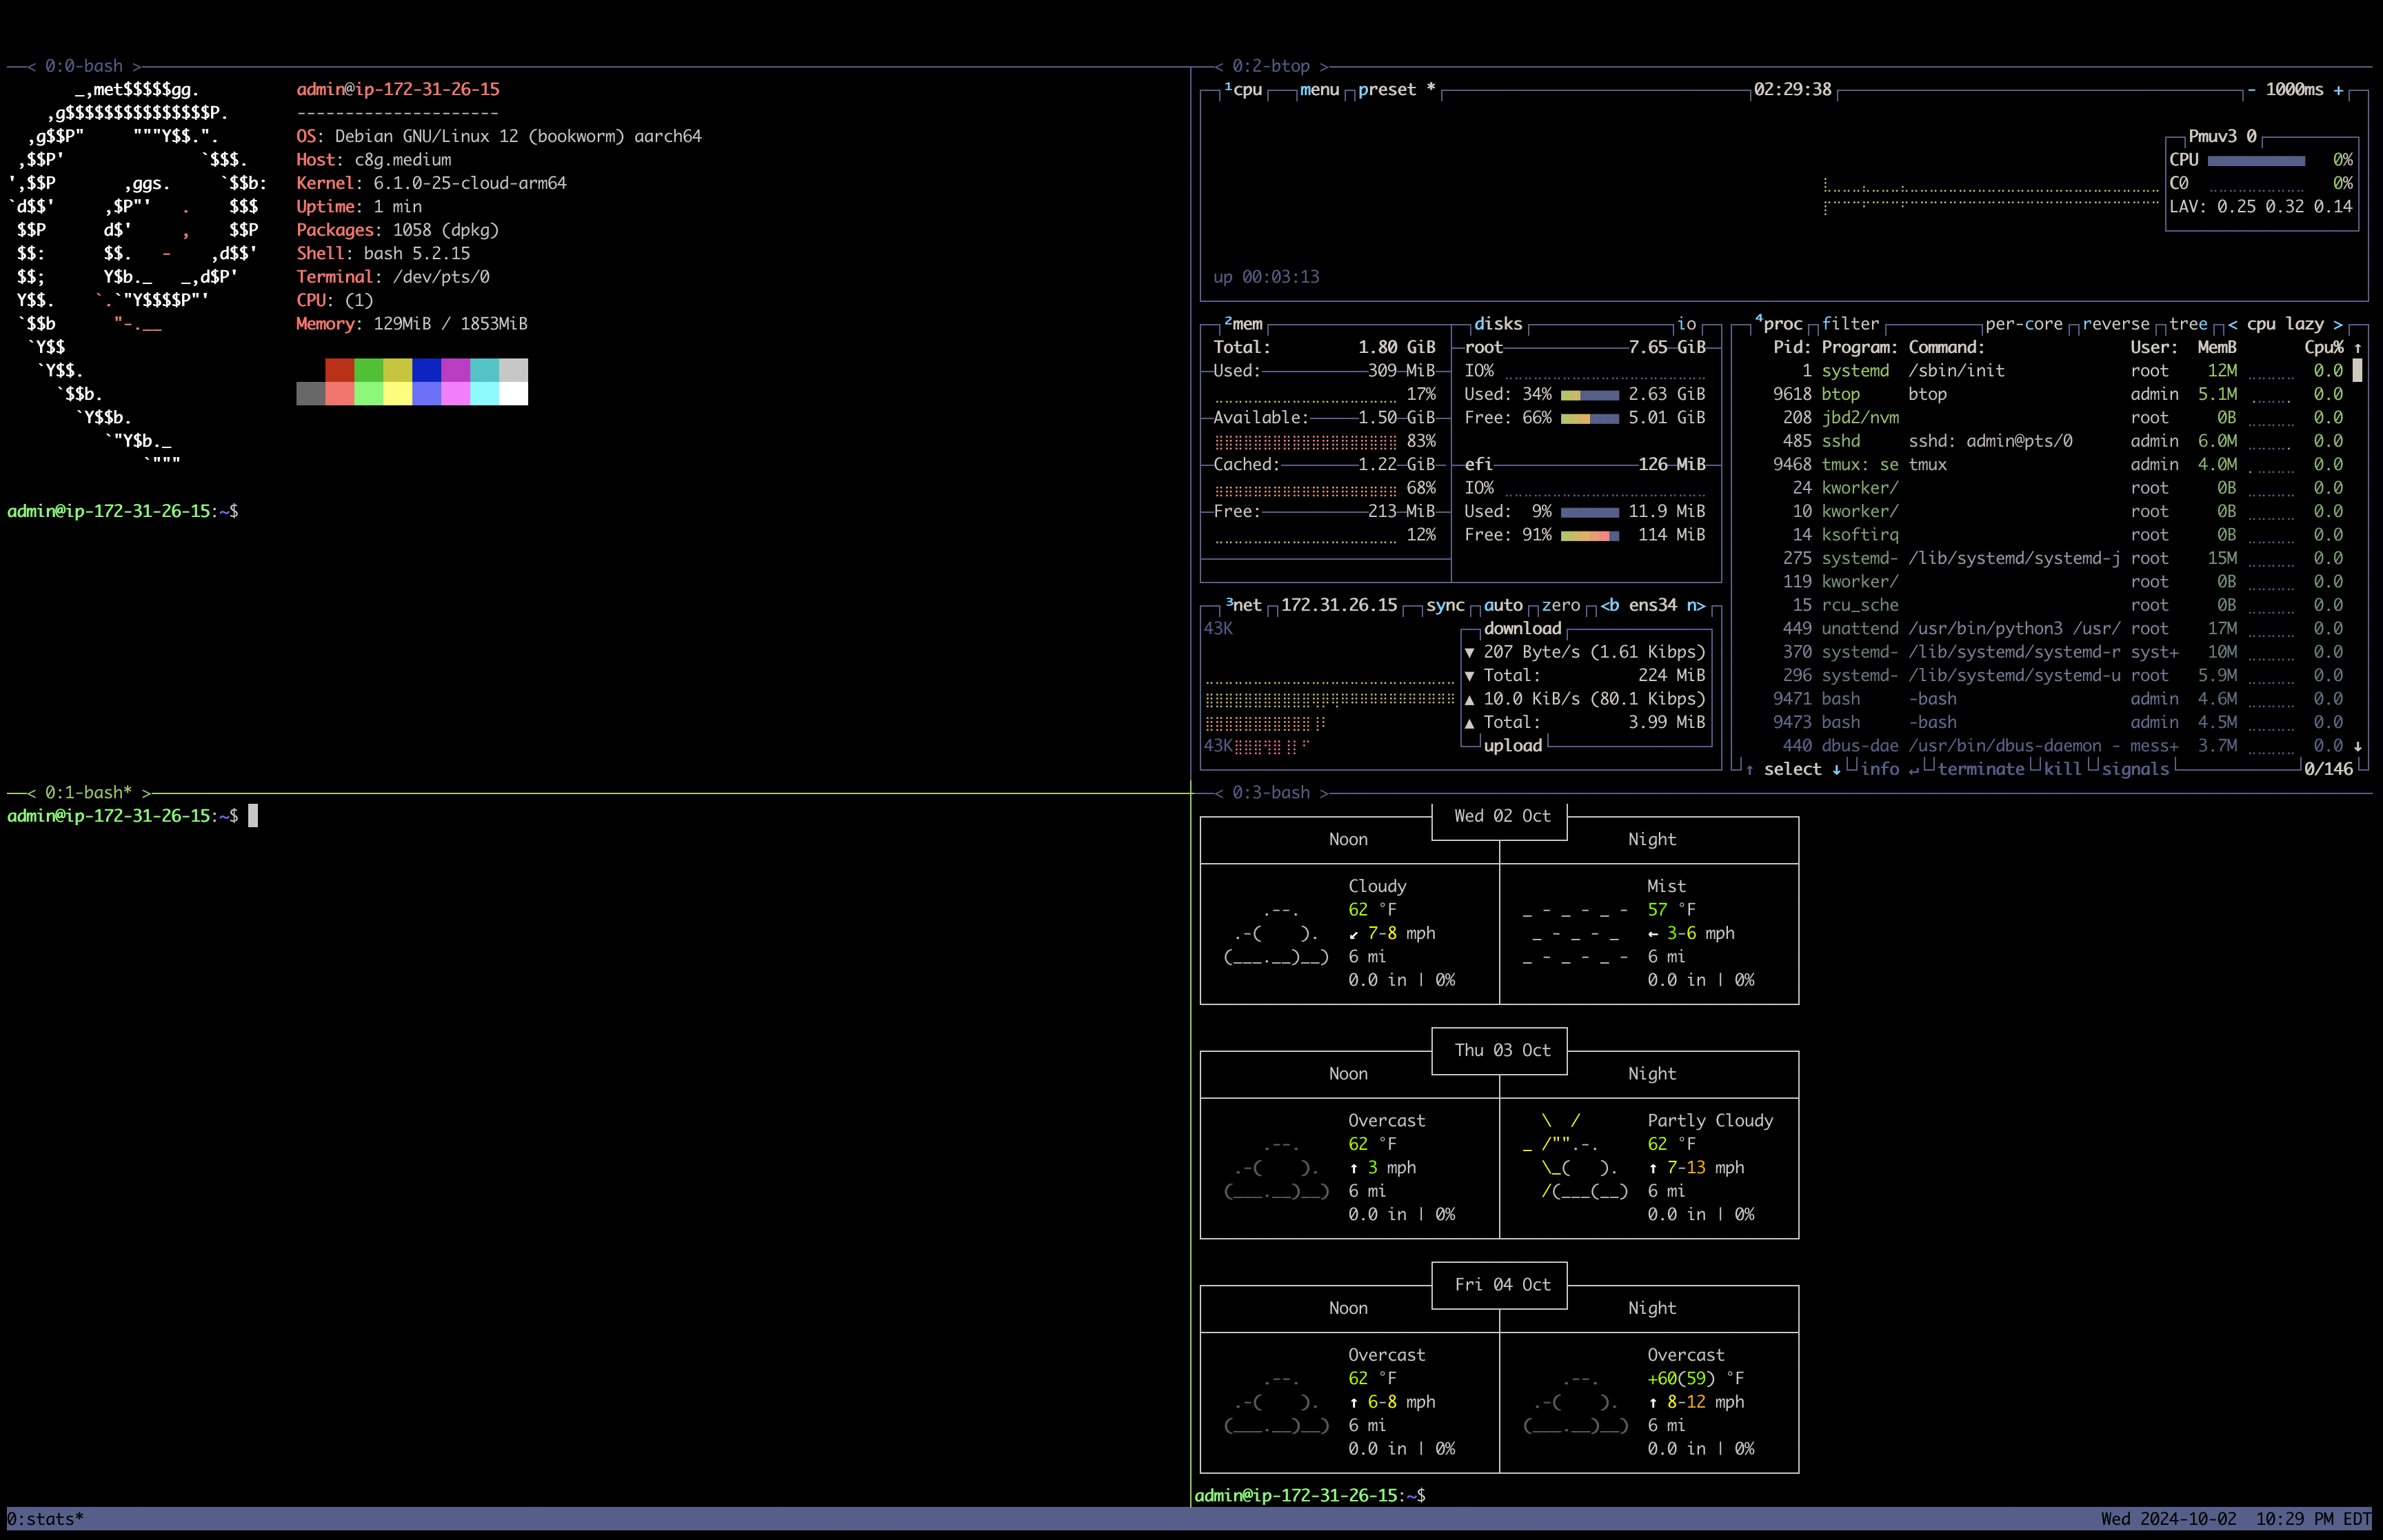 < 0:0-bash >
_,met$$$$$gg.
,g$$$$$$$$$$$$$$$P.
,g$$P"     """Y$$.".
,$$P'              `$$$.
',$$P       ,ggs.     `$$b:
`d$$'     ,$P"'   .    $$$
$$P      d$'     ,    $$P
$$:      $$.   -    ,d$$'
$$;      Y$b._   _,d$P'
Y$$.    `.`"Y$$$$P"'
`$$b      "-.__
`Y$$
`Y$$.
`$$b.
`Y$$b.
`"Y$b._
`"""
admin@ip-172-31-26-15
---------------------
OS: Debian GNU/Linux 12 (bookworm) aarch64
Host: c8g.medium
Kernel: 6.1.0-25-cloud-arm64
Uptime: 1 min
Packages: 1058 (dpkg)
Shell: bash 5.2.15
Terminal: /dev/pts/0
CPU: (1)
Memory: 129MiB / 1853MiB
admin@ip-172-31-26-15:~$
< 0:1-bash* >
admin@ip-172-31-26-15:~$
< 0:2-btop >
¹cpu menu preset * 02:29:38 - 1000ms +
Pmuv3 0
CPU 0%
C0 0%
LAV: 0.25 0.32 0.14
up 00:03:13
²mem
Total: 1.80 GiB
Used: 309 MiB
17%
Available: 1.50 GiB
83%
Cached: 1.22 GiB
68%
Free: 213 MiB
12%
disks io
root 7.65 GiB
IO%
Used: 34% 2.63 GiB
Free: 66% 5.01 GiB
efi 126 MiB
IO%
Used: 9% 11.9 MiB
Free: 91% 114 MiB
³net 172.31.26.15 sync auto zero <b ens34 n>
43K
download
▼ 207 Byte/s (1.61 Kibps)
▼ Total: 224 MiB
▲ 10.0 KiB/s (80.1 Kibps)
▲ Total: 3.99 MiB
43K
upload
⁴proc filter per-core reverse tree < cpu lazy >
Pid: Program: Command: User: MemB Cpu% ↑
1 systemd /sbin/init root 12M 0.0
9618 btop btop admin 5.1M 0.0
208 jbd2/nvm root 0B 0.0
485 sshd sshd: admin@pts/0 admin 6.0M 0.0
9468 tmux: se tmux admin 4.0M 0.0
24 kworker/ root 0B 0.0
10 kworker/ root 0B 0.0
14 ksoftirq root 0B 0.0
275 systemd- /lib/systemd/systemd-j root 15M 0.0
119 kworker/ root 0B 0.0
15 rcu_sche root 0B 0.0
449 unattend /usr/bin/python3 /usr/ root 17M 0.0
370 systemd- /lib/systemd/systemd-r syst+ 10M 0.0
296 systemd- /lib/systemd/systemd-u root 5.9M 0.0
9471 bash -bash admin 4.6M 0.0
9473 bash -bash admin 4.5M 0.0
440 dbus-dae /usr/bin/dbus-daemon - mess+ 3.7M 0.0 ↓
↑ select ↓ info ↵ terminate kill signals 0/146
< 0:3-bash >
Wed 02 Oct
Noon Night
Cloudy Mist
62 °F 57 °F
↙ 7-8 mph ← 3-6 mph
6 mi 6 mi
0.0 in | 0% 0.0 in | 0%
Thu 03 Oct
Noon Night
Overcast Partly Cloudy
62 °F 62 °F
↑ 3 mph ↑ 7-13 mph
6 mi 6 mi
0.0 in | 0% 0.0 in | 0%
Fri 04 Oct
Noon Night
Overcast Overcast
62 °F +60(59) °F
↑ 6-8 mph ↑ 8-12 mph
6 mi 6 mi
0.0 in | 0% 0.0 in | 0%
admin@ip-172-31-26-15:~$
0:stats* Wed 2024-10-02 10:29 PM EDT